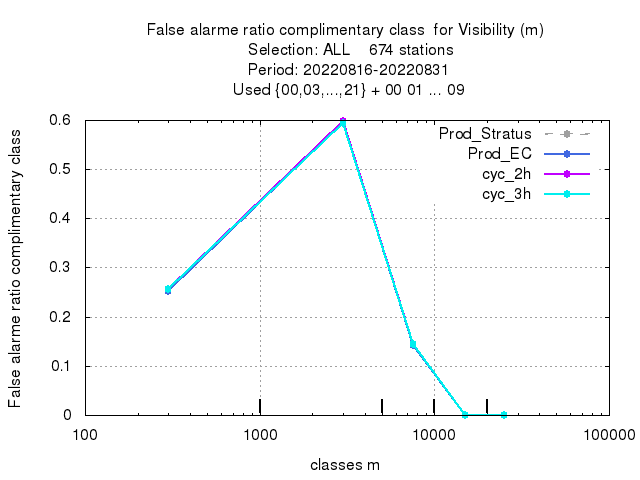 False alarme ratio complimentary class  for Visibility (m)
Selection: ALL    674 stations
Period: 20220816-20220831
Used {00,03,...,21} + 00 01 ... 09
False alarme ratio complimentary class
0.6
0.5
0.4
0.3
0.2
0.1
0
Prod_Stratus
Prod_EC
cyc_2h
cyc_3h
100 1000 10000 100000
classes m